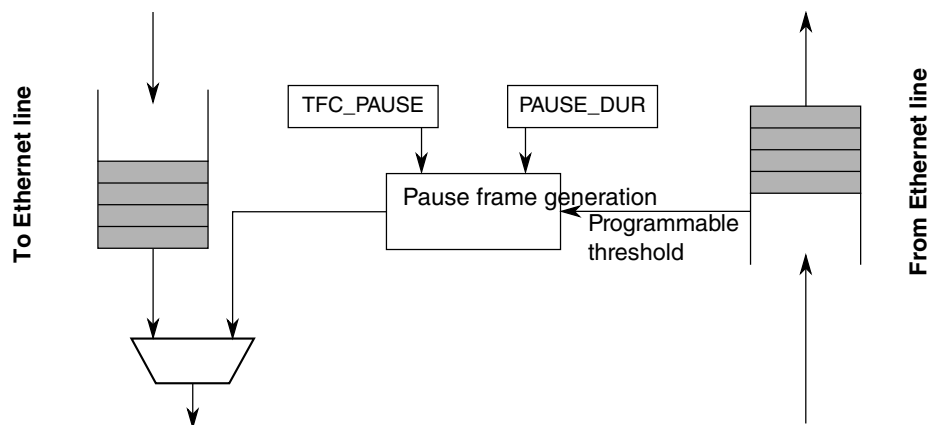 To Ethernet line
TFC_PAUSE
PAUSE_DUR
Pause frame generation
Programmable
threshold
From Ethernet line